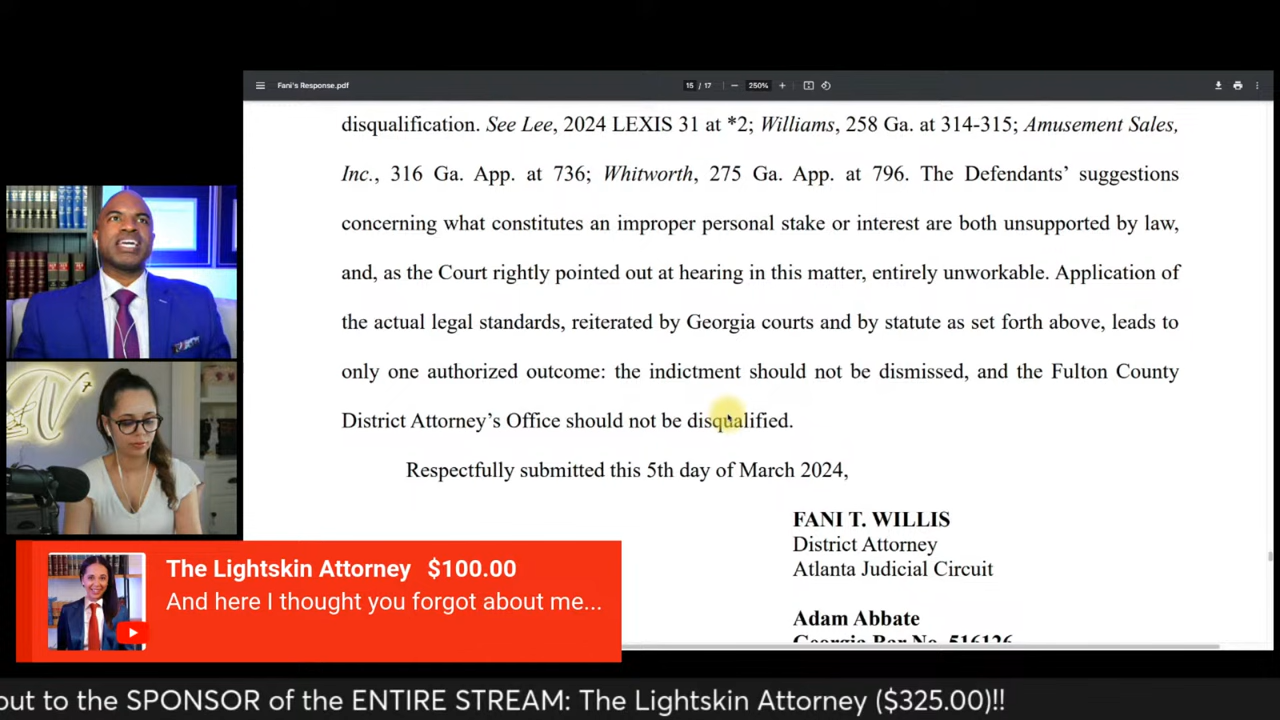 Fani's Response.pdf
15 / 17
250%
disqualification. See Lee, 2024 LEXIS 31 at *2; Williams, 258 Ga. at 314-315; Amusement Sales,
Inc., 316 Ga. App. at 736; Whitworth, 275 Ga. App. at 796. The Defendants' suggestions
concerning what constitutes an improper personal stake or interest are both unsupported by law,
and, as the Court rightly pointed out at hearing in this matter, entirely unworkable. Application of
the actual legal standards, reiterated by Georgia courts and by statute as set forth above, leads to
only one authorized outcome: the indictment should not be dismissed, and the Fulton County
District Attorney's Office should not be disqualified.
Respectfully submitted this 5th day of March 2024,
FANI T. WILLIS
District Attorney
Atlanta Judicial Circuit
Adam Abbate
Georgia Bar No. 516126
AV
The Lightskin Attorney $100.00
And here I thought you forgot about me...
out to the SPONSOR of the ENTIRE STREAM: The Lightskin Attorney ($325.00)!!